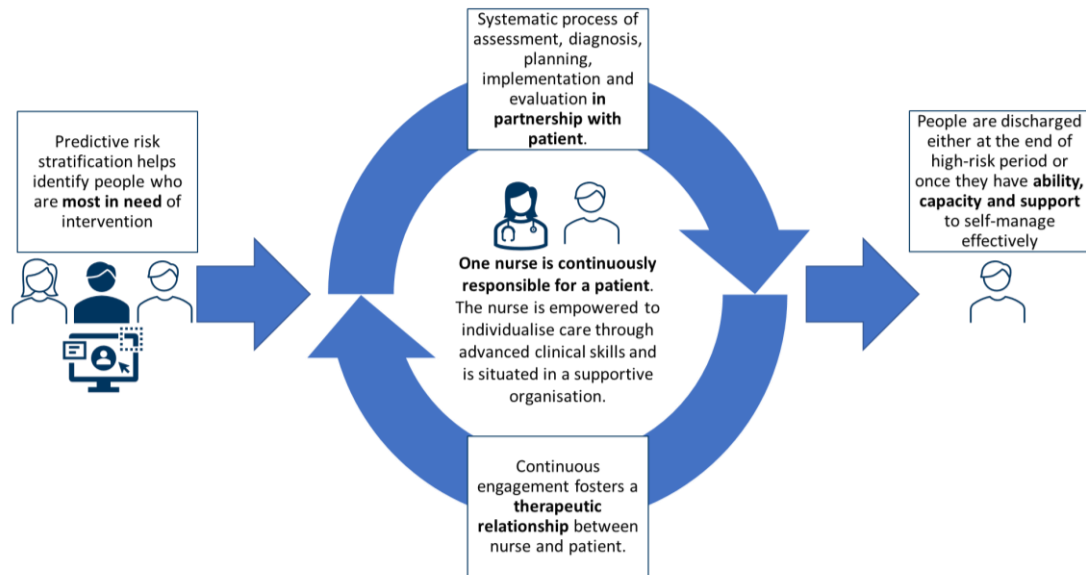 Predictive risk
stratification helps
identify people who
are most in need of
intervention
Systematic process of
assessment, diagnosis,
planning,
implementation and
evaluation in
partnership with
patient.
One nurse is continuously
responsible for a patient.
The nurse is empowered to
individualise care through
advanced clinical skills and
is situated in a supportive
organisation.
Continuous
engagement fosters a
therapeutic
relationship between
nurse and patient.
People are discharged
either at the end of
high-risk period or
once they have ability,
capacity and support
to self-manage
effectively